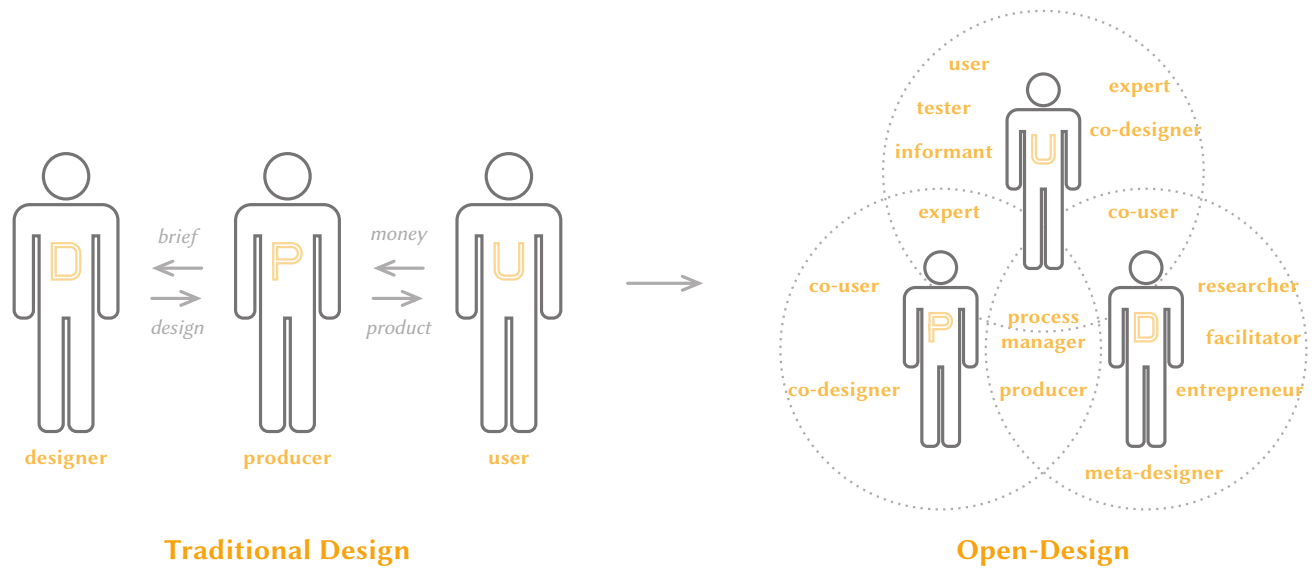 D
brief
design
P
money
product
U
designer
producer
user
Traditional Design
user
tester
informant
U
expert
co-designer
expert
co-user
co-user
P
process
manager
D
researcher
facilitator
co-designer
producer
entrepreneur
meta-designer
Open-Design